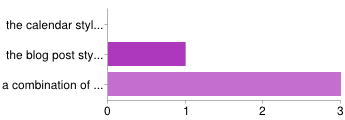 the calendar styl...
the blog post sty...
a combination of ...
0 1 2 3